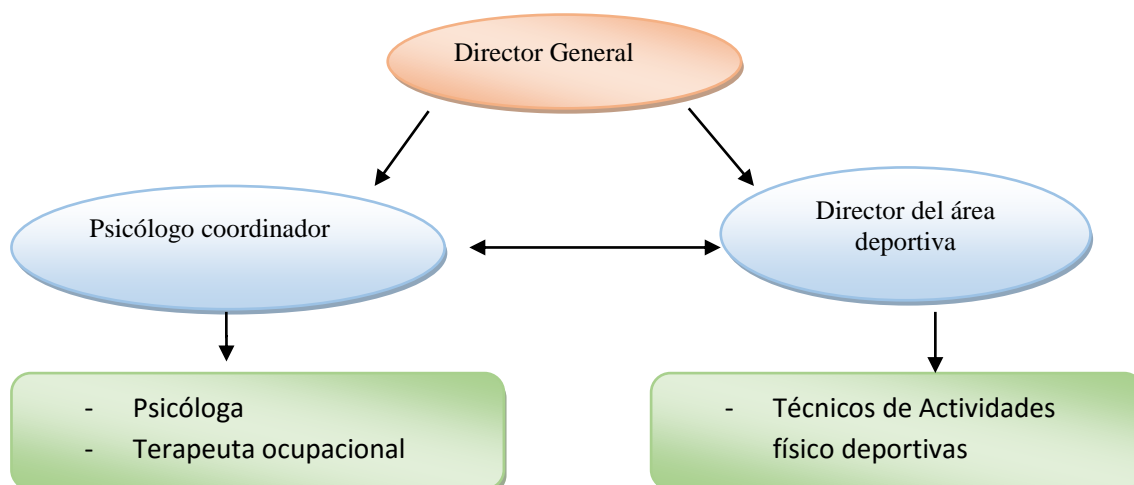 Director General
Psicólogo coordinador
Director del área
deportiva
- Psicóloga
- Terapeuta ocupacional
- Técnicos de Actividades
físico deportivas